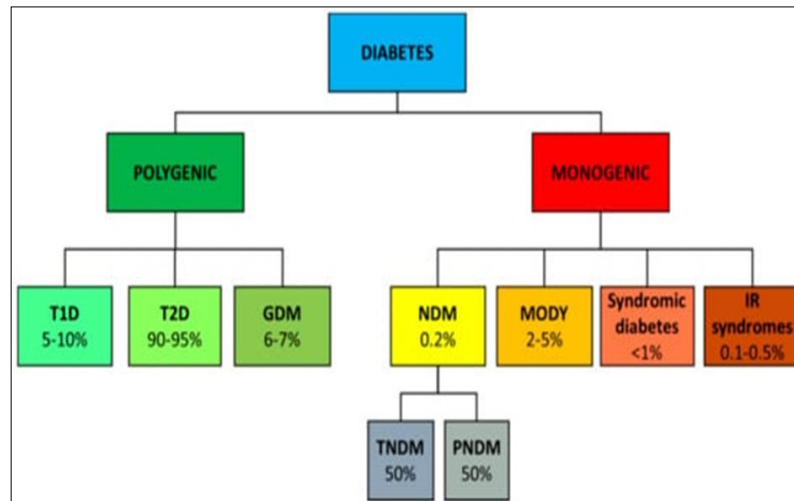 DIABETES
POLYGENIC
MONOGENIC
T1D
5-10%
T2D
90-95%
GDM
6-7%
NDM
0.2%
MODY
2-5%
Syndromic
diabetes
<1%
IR
syndromes
0.1-0.5%
TNDM
50%
PNDM
50%